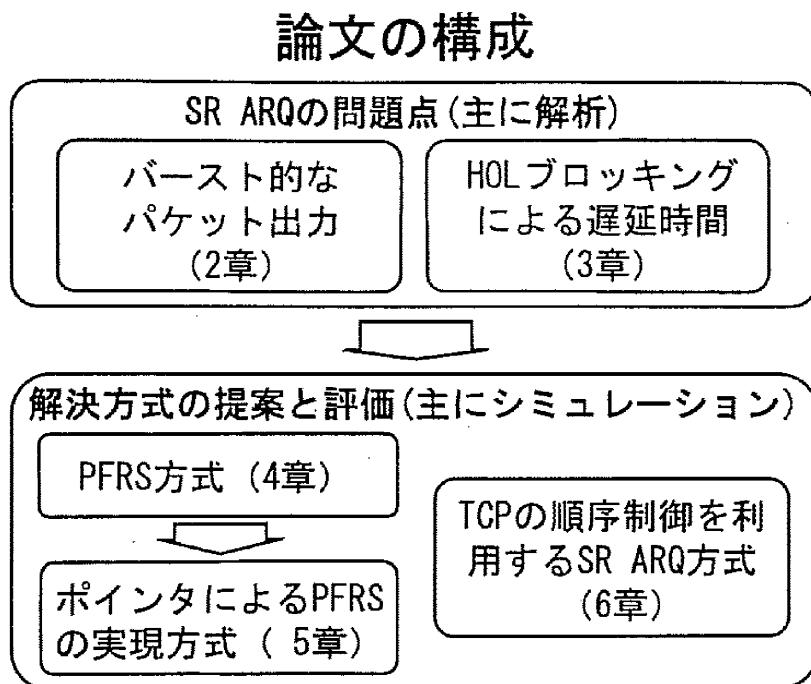 論文の構成
SR ARQの問題点(主に解析)
バースト的な
パケット出力
(2章)
HOLブロッキング
による遅延時間
(3章)
解決方式の提案と評価(主にシミュレーション)
PFRS方式 (4章)
ポインタによるPFRS
の実現方式 ( 5章)
TCPの順序制御を利
用するSR ARQ方式
(6章)